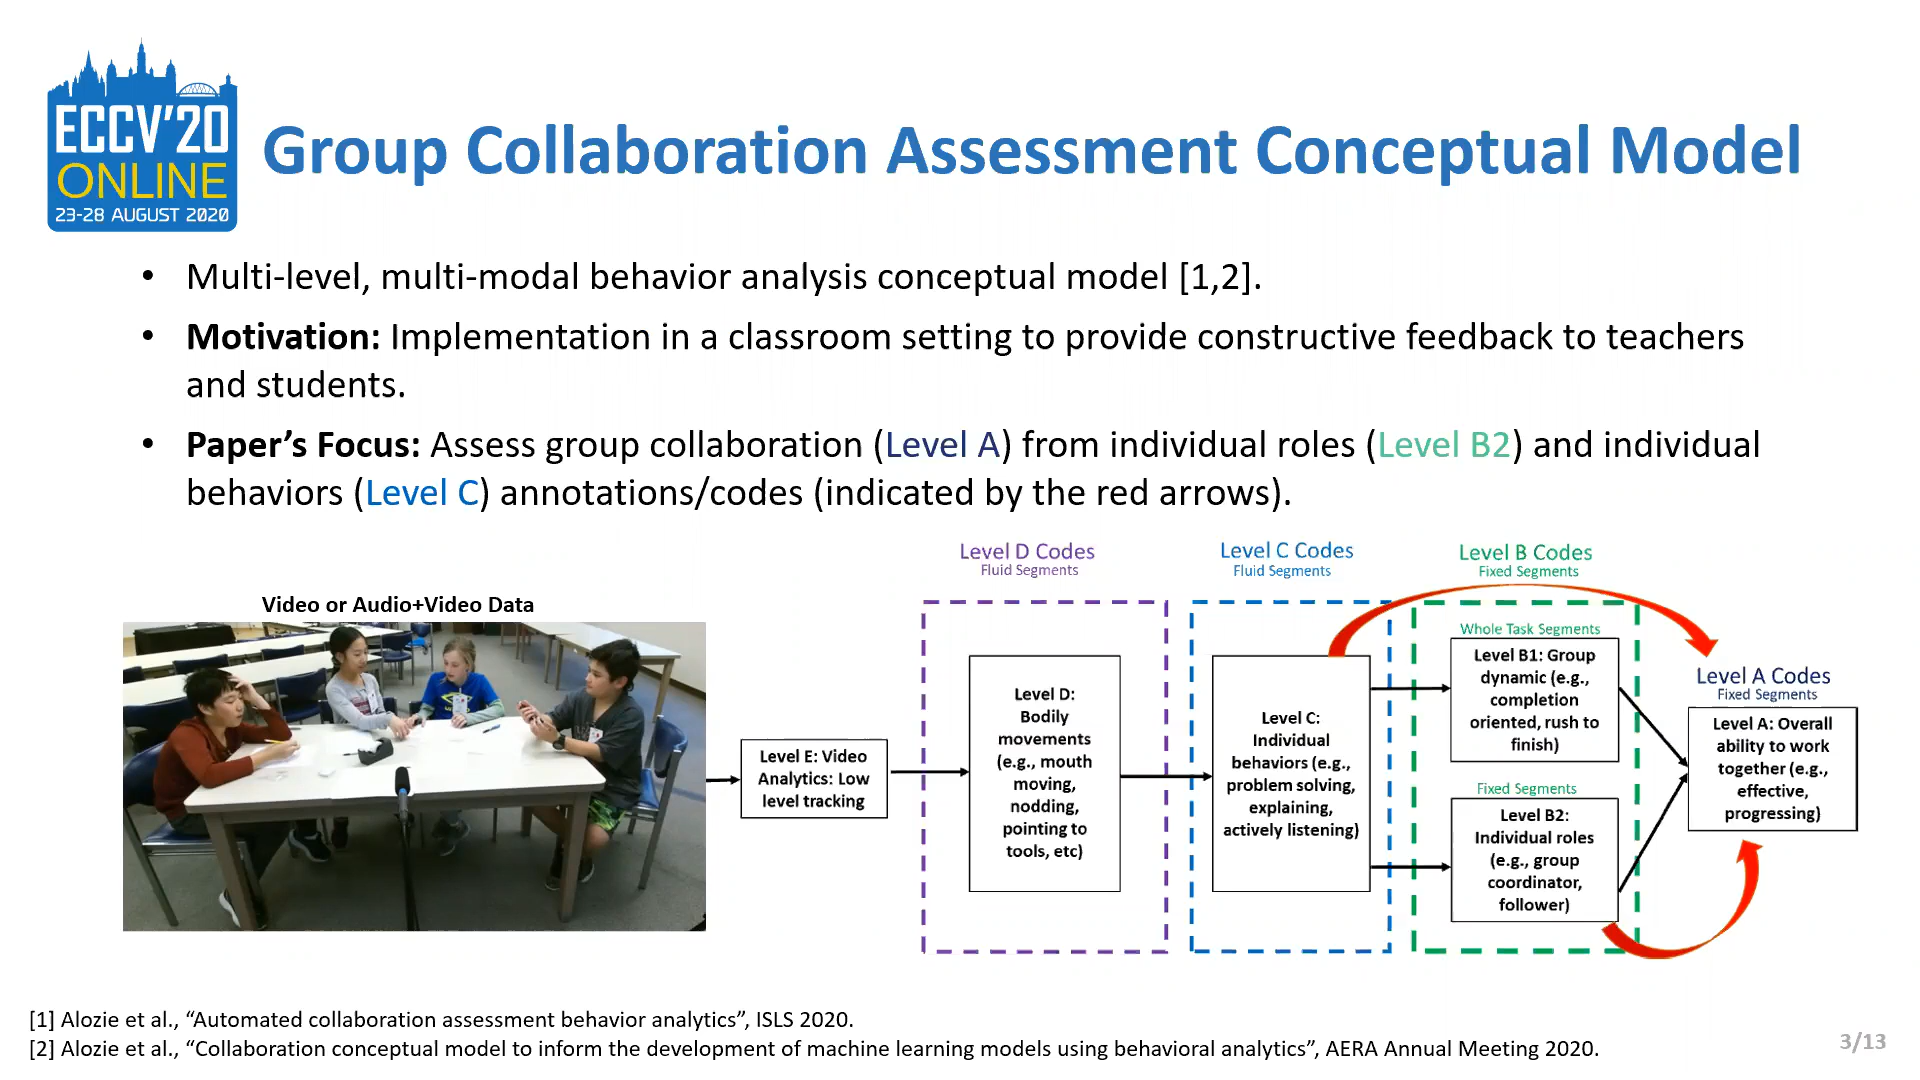 ECCV'20
ONLINE
23-28 AUGUST 2020
Group Collaboration Assessment Conceptual Model
• Multi-level, multi-modal behavior analysis conceptual model [1,2].
• Motivation: Implementation in a classroom setting to provide constructive feedback to teachers
and students.
• Paper's Focus: Assess group collaboration (Level A) from individual roles (Level B2) and individual
behaviors (Level C) annotations/codes (indicated by the red arrows).
Video or Audio+Video Data
Level E: Video
Analytics: Low
level tracking
Level D Codes
Fluid Segments
Level D:
Bodily
movements
(e.g., mouth
moving,
nodding,
pointing to
tools, etc)
Level C Codes
Fluid Segments
Level C:
Individual
behaviors (e.g.,
problem solving,
explaining,
actively listening)
Level B Codes
Fixed Segments
Whole Task Segments
Level B1: Group
dynamic (e.g.,
completion
oriented, rush to
finish)
Fixed Segments
Level B2:
Individual roles
(e.g., group
coordinator,
follower)
Level A Codes
Fixed Segments
Level A: Overall
ability to work
together (e.g.,
effective,
progressing)
[1] Alozie et al., “Automated collaboration assessment behavior analytics”, ISLS 2020.
[2] Alozie et al., “Collaboration conceptual model to inform the development of machine learning models using behavioral analytics”, AERA Annual Meeting 2020.
3/13